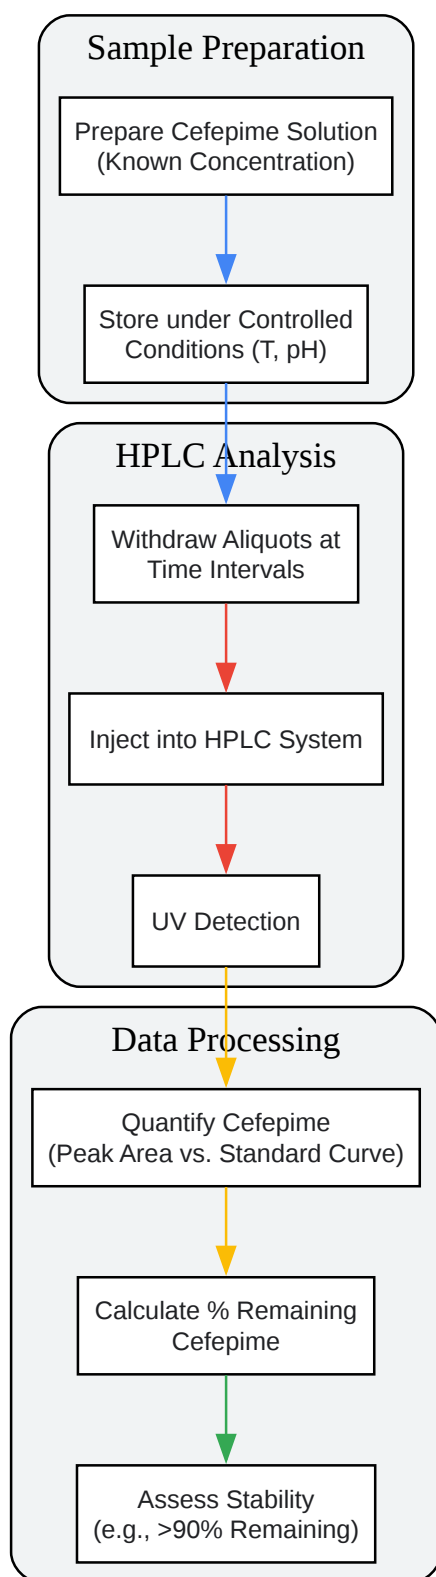 Sample Preparation
Prepare Cefepime Solution
(Known Concentration)
Store under Controlled
Conditions (T, pH)
HPLC Analysis
Withdraw Aliquots at
Time Intervals
Inject into HPLC System
UV Detection
Data Processing
Quantify Cefepime
(Peak Area vs. Standard Curve)
Calculate % Remaining
Cefepime
Assess Stability
(e.g., >90% Remaining)